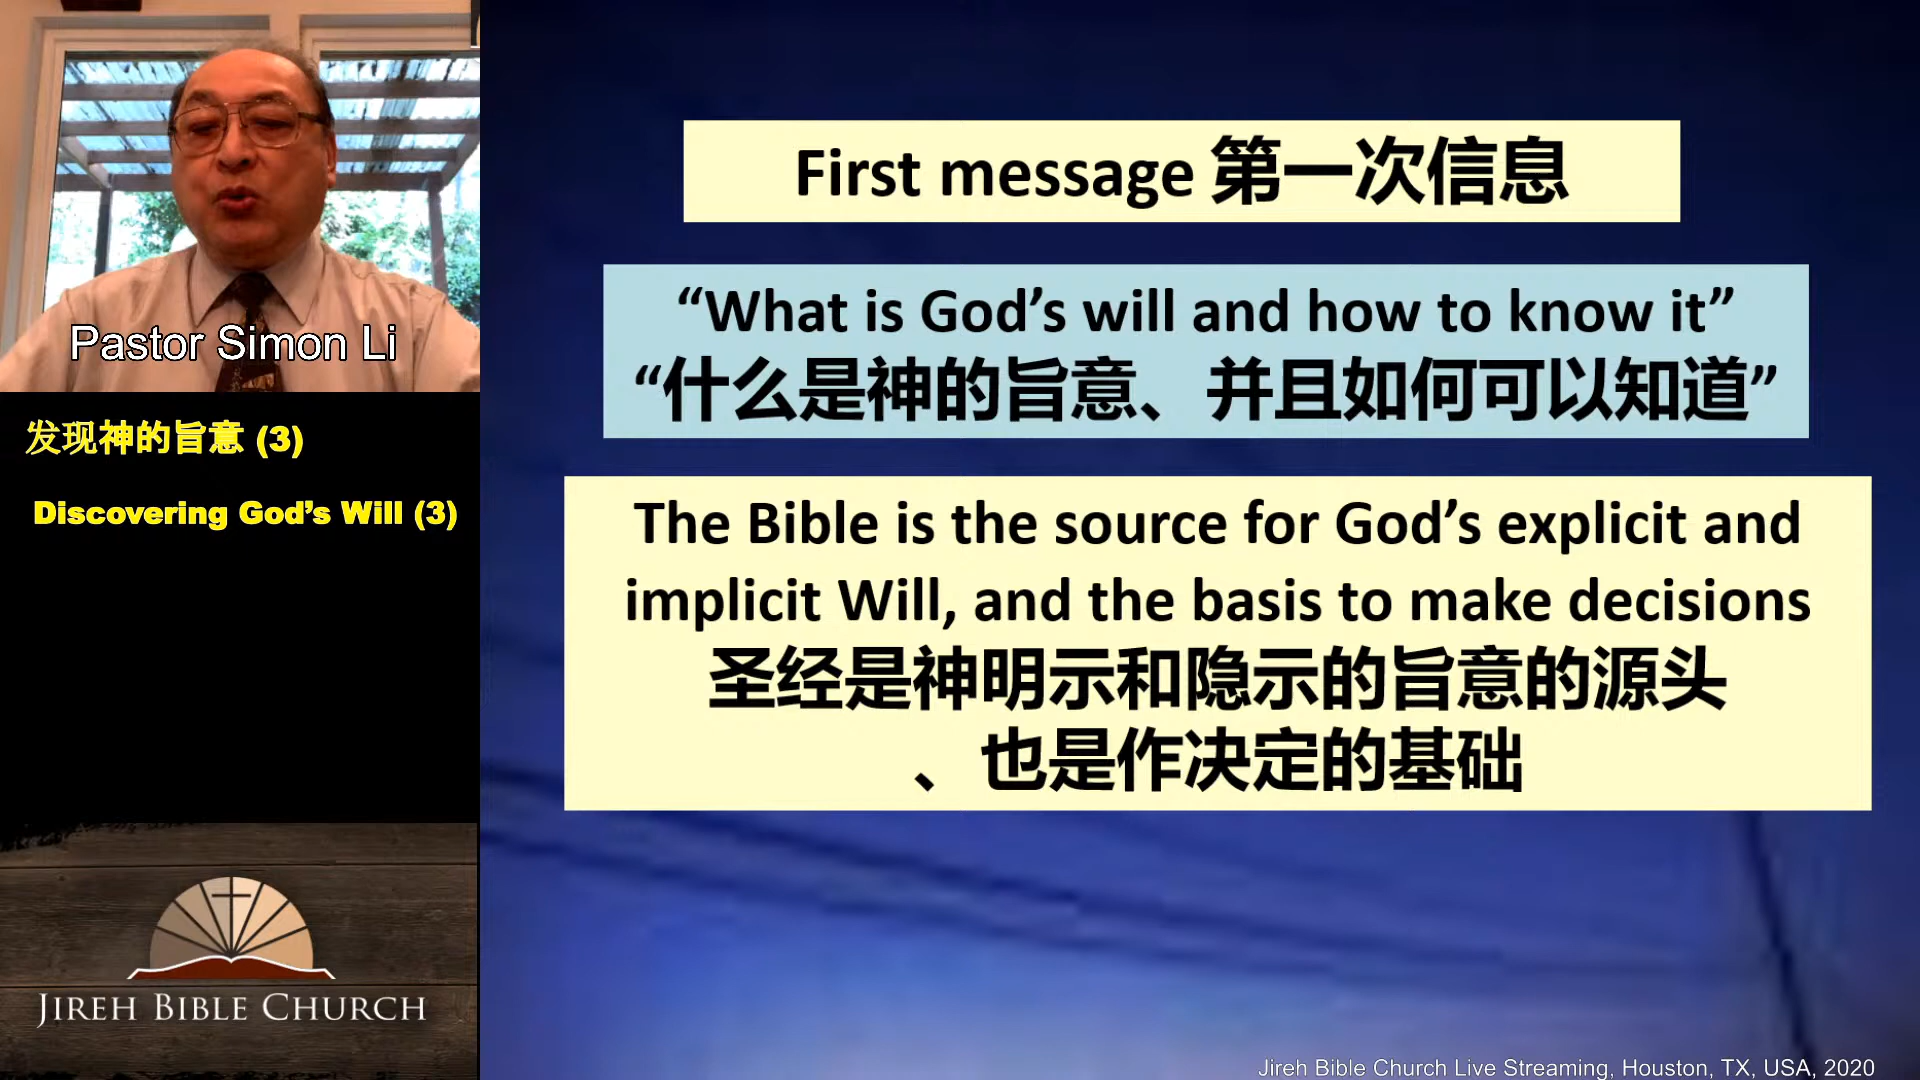 Pastor Simon Li
发现神的旨意 (3)
Discovering God’s Will (3)
JIREH BIBLE CHURCH
First message 第一次信息
“What is God’s will and how to know it”
“什么是神的旨意、并且如何可以知道”
The Bible is the source for God’s explicit and
implicit Will, and the basis to make decisions
圣经是神明示和隐示的旨意的源头
、也是作决定的基础
Jireh Bible Church Live Streaming, Houston, TX, USA, 2020